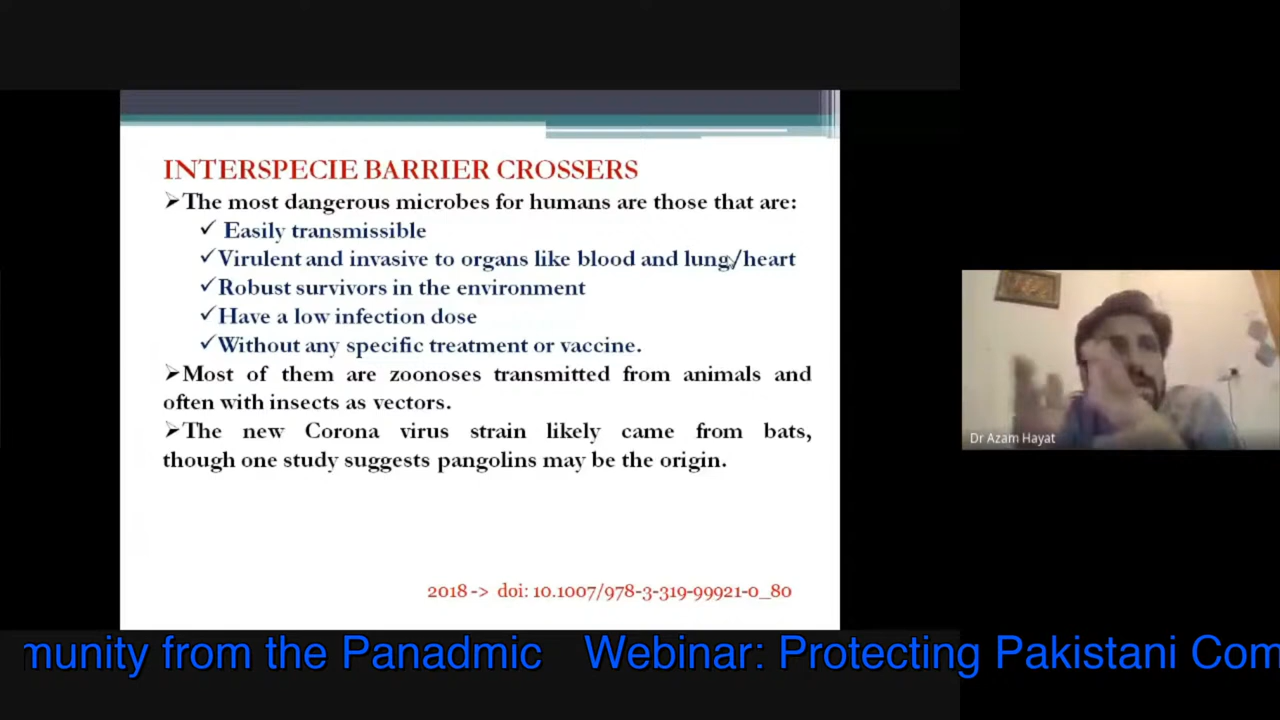 INTERSPECIE BARRIER CROSSERS
➢The most dangerous microbes for humans are those that are:
✓ Easily transmissible
✓Virulent and invasive to organs like blood and lung/heart
✓Robust survivors in the environment
✓Have a low infection dose
✓Without any specific treatment or vaccine.
➢Most of them are zoonoses transmitted from animals and
often with insects as vectors.
➢The new Corona virus strain likely came from bats,
though one study suggests pangolins may be the origin.
2018 -> doi: 10.1007/978-3-319-99921-0_80
Dr Azam Hayat
munity from the Panadmic Webinar: Protecting Pakistani Com